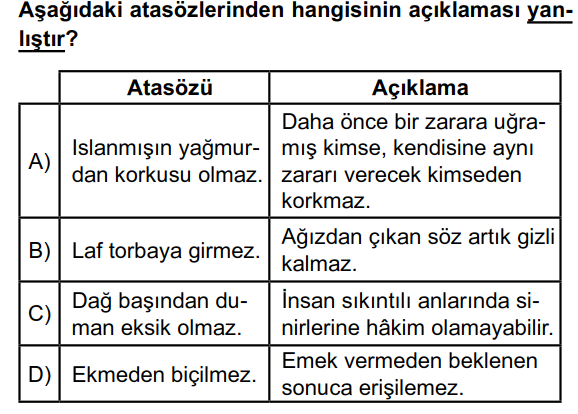 Aşağıdaki atasözlerinden hangisinin açıklaması yan-
lıştır?
Atasözü Açıklama
A) Islanmışın yağmur-
dan korkusu olmaz.
Daha önce bir zarara uğra-
mış kimse, kendisine aynı
zararı verecek kimseden
korkmaz.
B) Laf torbaya girmez.
Ağızdan çıkan söz artık gizli
kalmaz.
C) Dağ başından du-
man eksik olmaz.
İnsan sıkıntılı anlarında si-
nirlerine hâkim olamayabilir.
D) Ekmeden biçilmez.
Emek vermeden beklenen
sonuca erişilemez.